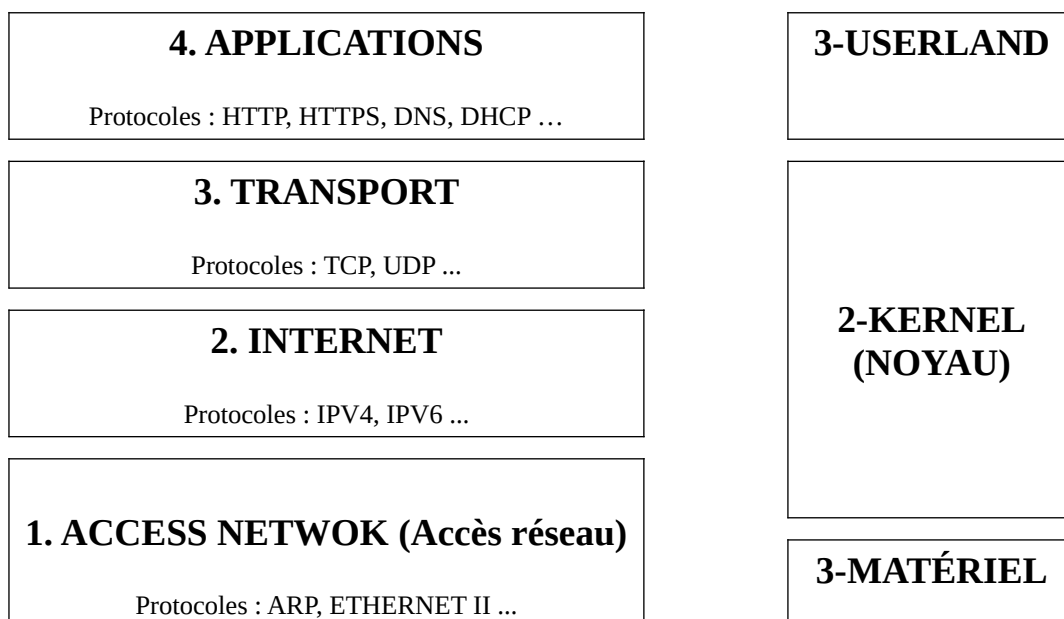 4. APPLICATIONS
Protocoles : HTTP, HTTPS, DNS, DHCP …
3. TRANSPORT
Protocoles : TCP, UDP ...
2. INTERNET
Protocoles : IPV4, IPV6 ...
1. ACCESS NETWOK (Accès réseau)
Protocoles : ARP, ETHERNET II ...
3-USERLAND
2-KERNEL
(NOYAU)
3-MATÉRIEL